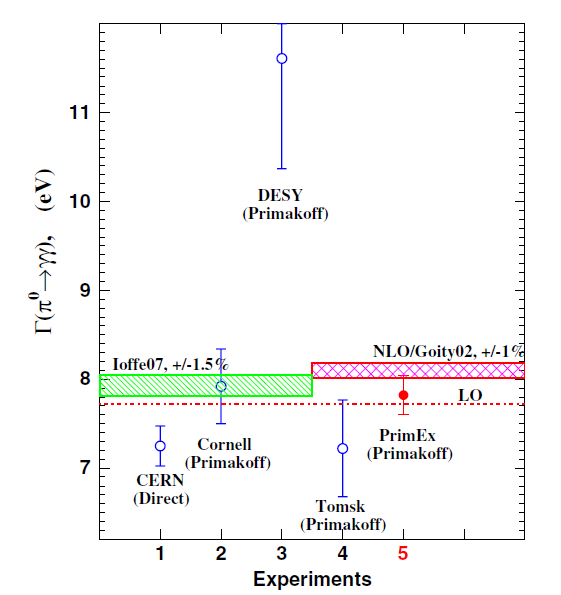 Γ(π⁰→γγ), (eV)
11
10
9
8
7
DESY
(Primakoff)
NLO/Goity02, +/-1%
Ioffe07, +/-1.5%
LO
PrimEx
(Primakoff)
Cornell
(Primakoff)
CERN
(Direct)
Tomsk
(Primakoff)
1 2 3 4 5
Experiments